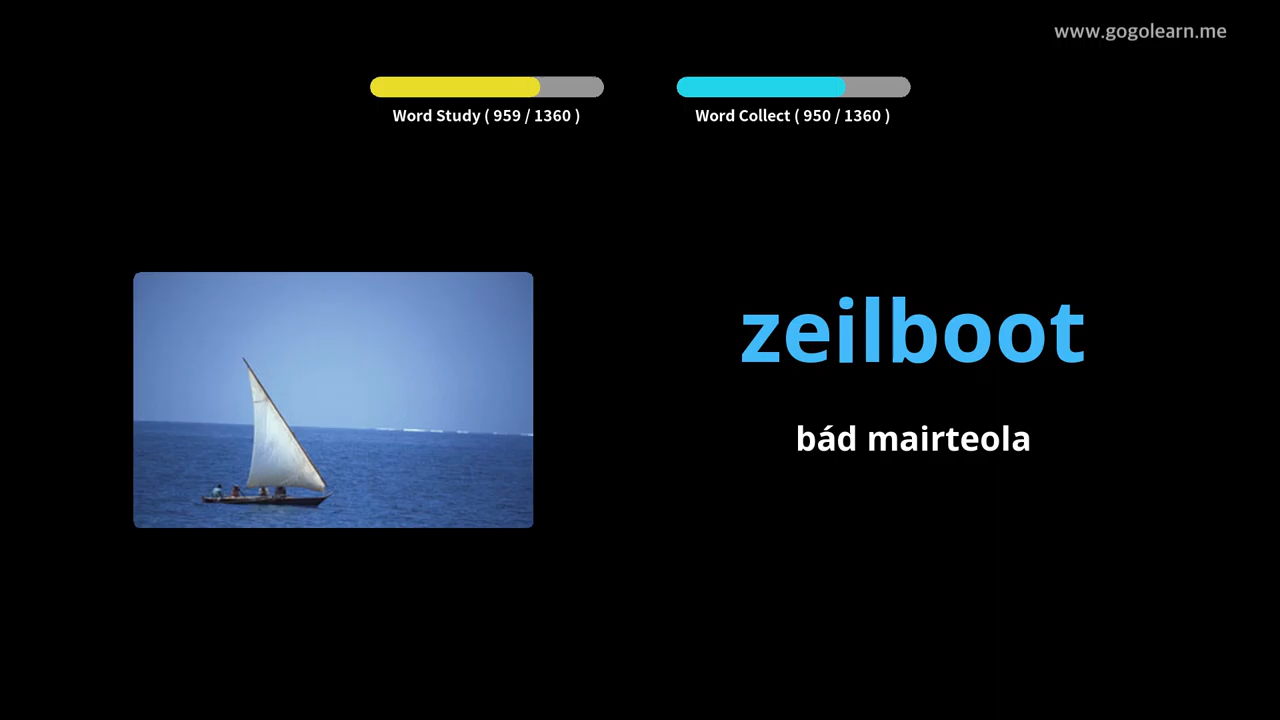 www.gogolearn.me
Word Study ( 959 / 1360 )
Word Collect ( 950 / 1360 )
zeilboot
bád mairteola